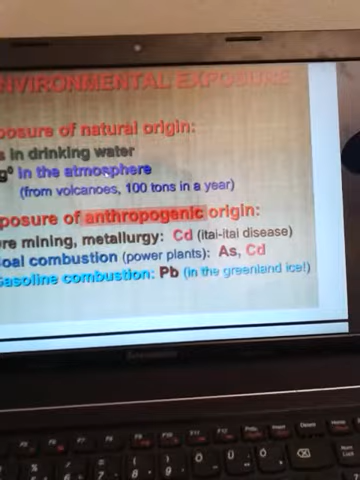 NVIRONMENTAL EXPOSURE
posure of natural origin:
s in drinking water
g⁰ in the atmosphere
(from volcanoes, 100 tons in a year)
posure of anthropogenic origin:
re mining, metallurgy: Cd (itai-itai disease)
oal combustion (power plants): As, Cd
Gasoline combustion: Pb (in the greenland ice!)